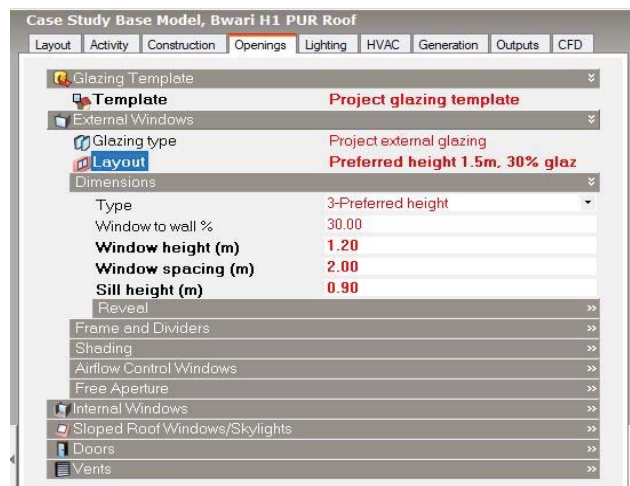 Case Study Base Model, Bwari H1 PUR Roof
Layout Activity Construction Openings Lighting HVAC Generation Outputs CFD
Glazing Template
Template Project glazing template
External Windows
Glazing type Project external glazing
Layout Preferred height 1.5m, 30% glaz
Dimensions
Type 3-Preferred height
Window to wall % 30.00
Window height (m) 1.20
Window spacing (m) 2.00
Sill height (m) 0.90
Reveal
Frame and Dividers
Shading
Airflow Control Windows
Free Aperture
Internal Windows
Sloped Roof Windows/Skylights
Doors
Vents